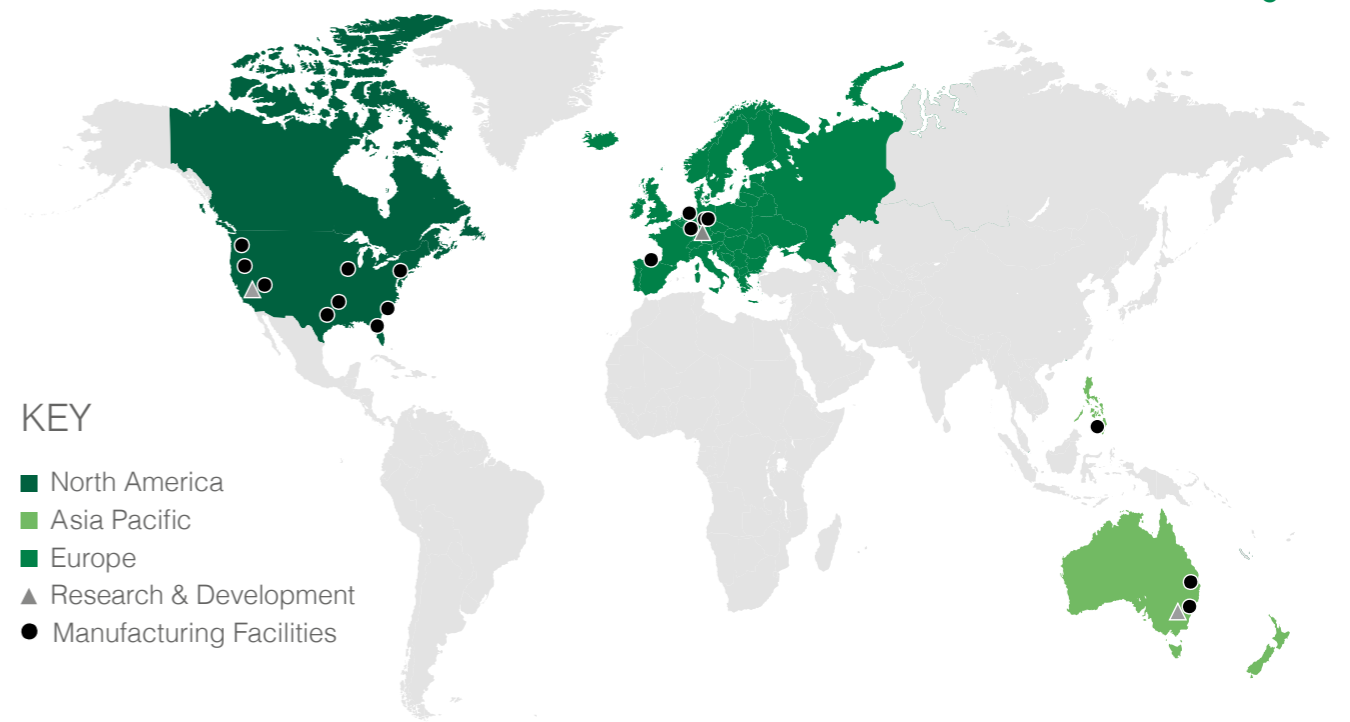 KEY
North America
Asia Pacific
Europe
Research & Development
Manufacturing Facilities